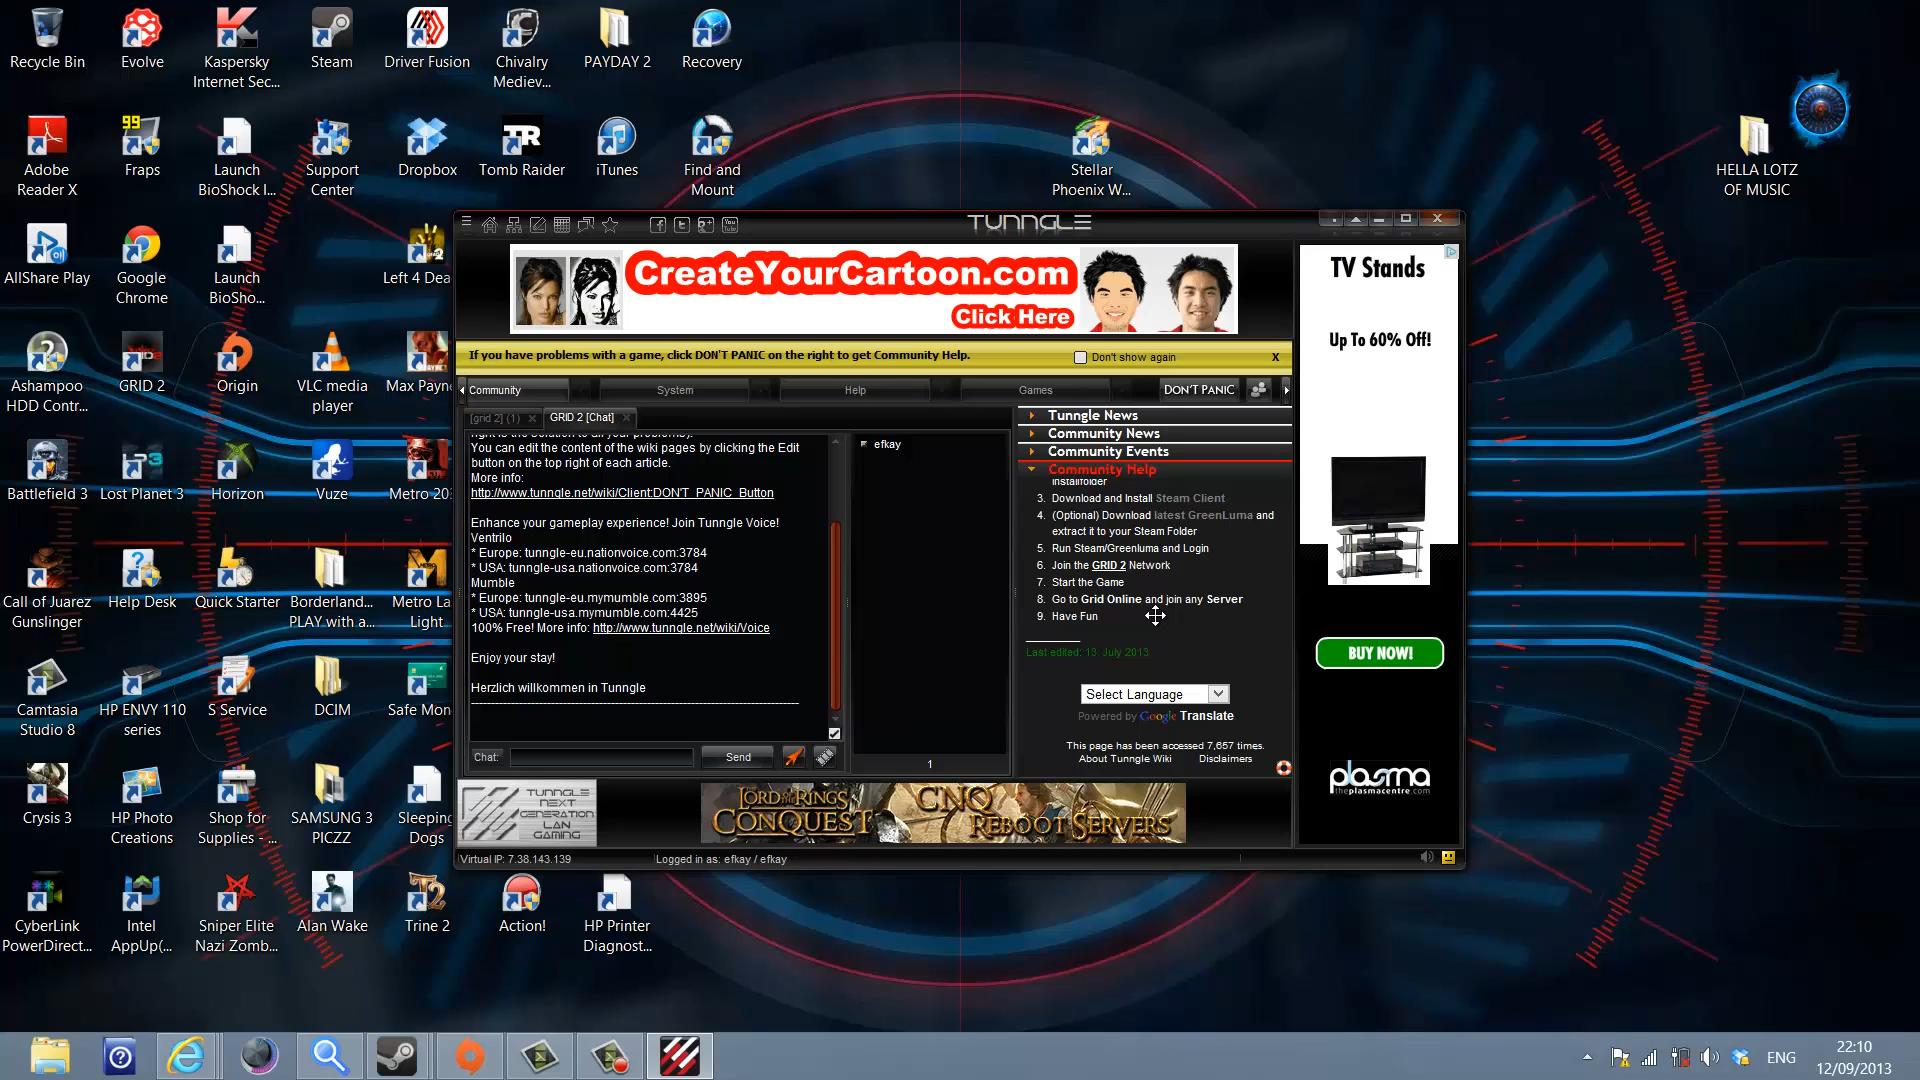 Recycle Bin
Evolve
Kaspersky
Internet Sec...
Steam
Driver Fusion
Chivalry
Mediev...
PAYDAY 2
Recovery
Adobe
Reader X
99
Fraps
Launch
BioShock I...
Support
Center
Dropbox
TR
Tomb Raider
iTunes
Find and
Mount
Stellar
Phoenix W...
HELLA LOTZ
OF MUSIC
AllShare Play
Google
Chrome
Launch
BioSho...
Left 4 Dea
Ashampoo
HDD Contr...
GRID 2
Origin
VLC media
player
Max Payn
Battlefield 3
LP3
Lost Planet 3
Horizon
Vuze
Metro 20
Call of Juarez
Gunslinger
Help Desk
Quick Starter
Borderland...
PLAY with a...
Metro La
Light
Camtasia
Studio 8
HP ENVY 110
series
S Service
DCIM
Safe Mon
Crysis 3
HP Photo
Creations
Shop for
Supplies - ...
SAMSUNG 3
PICZZ
Sleeping
Dogs
CyberLink
PowerDirect...
Intel
AppUp(...
Sniper Elite
Nazi Zomb...
Alan Wake
Trine 2
Action!
HP Printer
Diagnost...
TUNNGLE
CreateYourCartoon.com
Click Here
If you have problems with a game, click DON'T PANIC on the right to get Community Help.
Don't show again
X
Community
System
Help
Games
DON'T PANIC
[grid 2] (1)
GRID 2 [Chat]
right is the solution to all your problems).
You can edit the content of the wiki pages by clicking the Edit
button on the top right of each article.
More info:
http://www.tunngle.net/wiki/Client:DON'T_PANIC_Button
Enhance your gameplay experience! Join Tunngle Voice!
Ventrilo
* Europe: tunngle-eu.nationvoice.com:3784
* USA: tunngle-usa.nationvoice.com:3784
Mumble
* Europe: tunngle-eu.mymumble.com:3895
* USA: tunngle-usa.mymumble.com:4425
100% Free! More info: http://www.tunngle.net/wiki/Voice
Enjoy your stay!
Herzlich willkommen in Tunngle
Chat:
Send
efkay
1
Tunngle News
Community News
Community Events
Community Help
installfolder
3. Download and Install Steam Client
4. (Optional) Download latest GreenLuma and
extract it to your Steam Folder
5. Run Steam/Greenluma and Login
6. Join the GRID 2 Network
7. Start the Game
8. Go to Grid Online and join any Server
9. Have Fun
Last edited: 13. July 2013
Select Language
Powered by Google Translate
This page has been accessed 7,657 times.
About Tunngle Wiki
Disclaimers
TUNNGLE
NEXT
GENERATION
LAN
GAMING
LORD OF THE RINGS
CONQUEST
CNQ
REBOOT SERVERS
Virtual IP: 7.38.143.139
Logged in as: efkay / efkay
TV Stands
Up To 60% Off!
BUY NOW!
plasma
theplasmacentre.com
ENG
22:10
12/09/2013